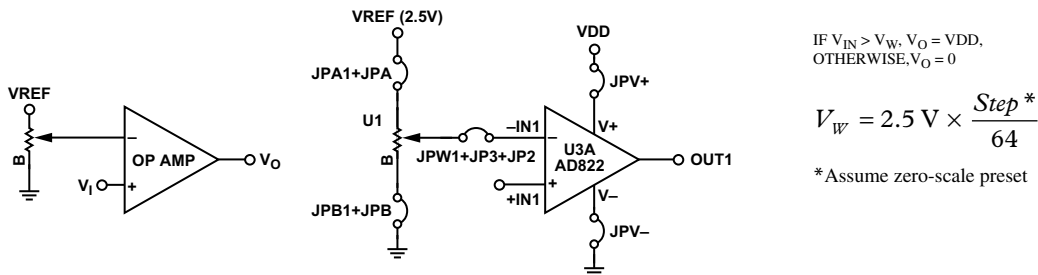 VREF
B
V_I
−
+
OP AMP
V_O
VREF (2.5V)
JPA1+JPA
U1
B
JPB1+JPB
JPW1+JP3+JP2
−IN1
+IN1
−
+
VDD
JPV+
V+
U3A
AD822
V−
JPV−
OUT1
IF V_IN > V_W, V_O = VDD,
OTHERWISE,V_O = 0
V_W = 2.5 V × Step* / 64
*Assume zero-scale preset